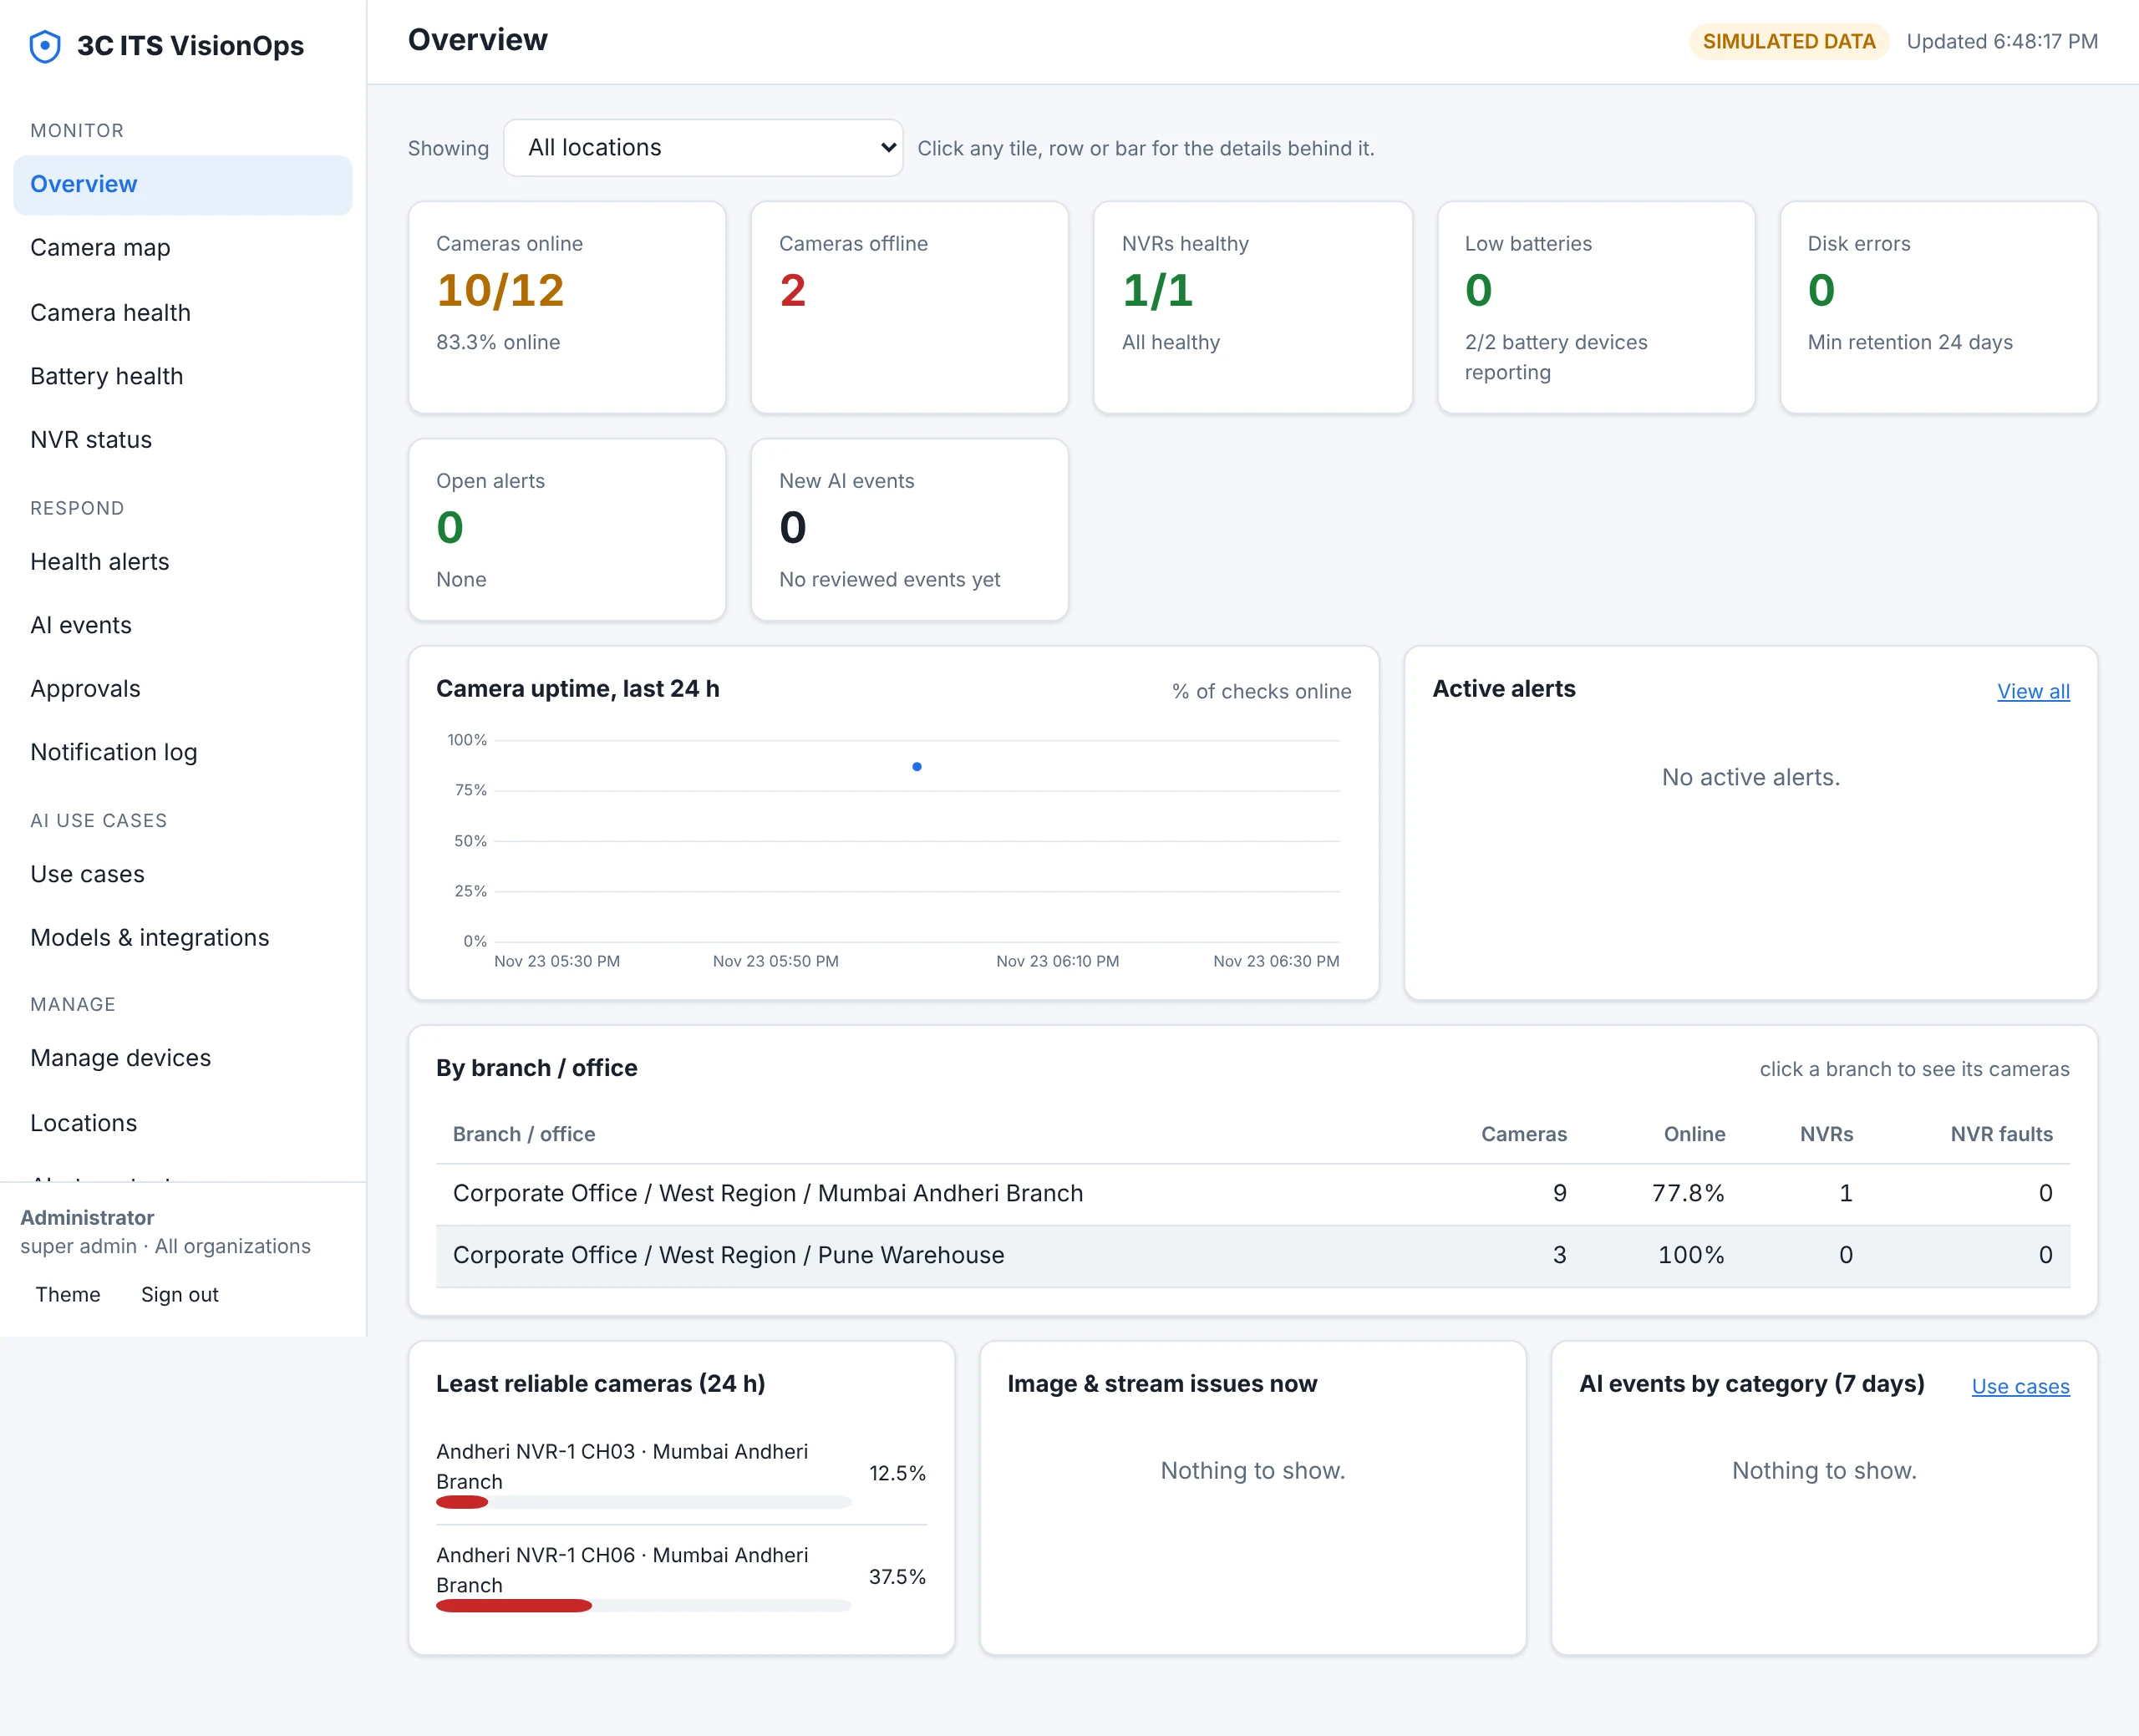 3C ITS VisionOps
MONITOR
Overview
Camera map
Camera health
Battery health
NVR status
RESPOND
Health alerts
AI events
Approvals
Notification log
AI USE CASES
Use cases
Models & integrations
MANAGE
Manage devices
Locations
Administrator
super admin · All organizations
Theme
Sign out
Overview
SIMULATED DATA
Updated 6:48:17 PM
Showing
All locations
Click any tile, row or bar for the details behind it.
Cameras online
10/12
83.3% online
Cameras offline
2
NVRs healthy
1/1
All healthy
Low batteries
0
2/2 battery devices
reporting
Disk errors
0
Min retention 24 days
Open alerts
0
None
New AI events
0
No reviewed events yet
Camera uptime, last 24 h
% of checks online
100%
75%
50%
25%
0%
Nov 23 05:30 PM
Nov 23 05:50 PM
Nov 23 06:10 PM
Nov 23 06:30 PM
Active alerts
View all
No active alerts.
By branch / office
click a branch to see its cameras
Branch / office Cameras Online NVRs NVR faults
Corporate Office / West Region / Mumbai Andheri Branch 9 77.8% 1 0
Corporate Office / West Region / Pune Warehouse 3 100% 0 0
Least reliable cameras (24 h)
Andheri NVR-1 CH03 · Mumbai Andheri
Branch
12.5%
Andheri NVR-1 CH06 · Mumbai Andheri
Branch
37.5%
Image & stream issues now
Nothing to show.
AI events by category (7 days)
Use cases
Nothing to show.